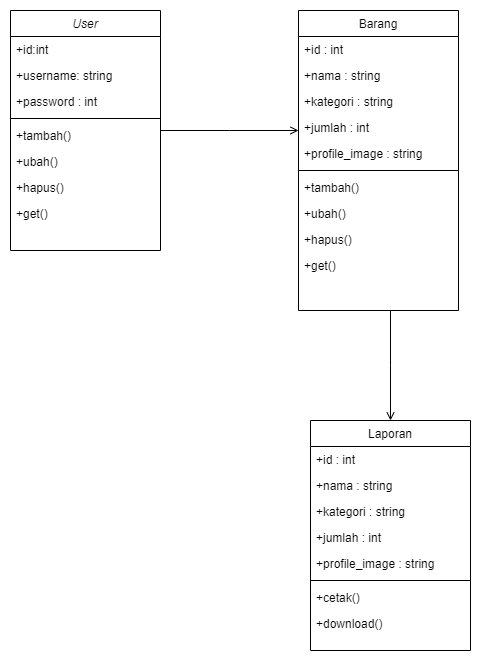 User
+id:int
+username: string
+password : int
+tambah()
+ubah()
+hapus()
+get()
Barang
+id : int
+nama : string
+kategori : string
+jumlah : int
+profile_image : string
+tambah()
+ubah()
+hapus()
+get()
Laporan
+id : int
+nama : string
+kategori : string
+jumlah : int
+profile_image : string
+cetak()
+download()